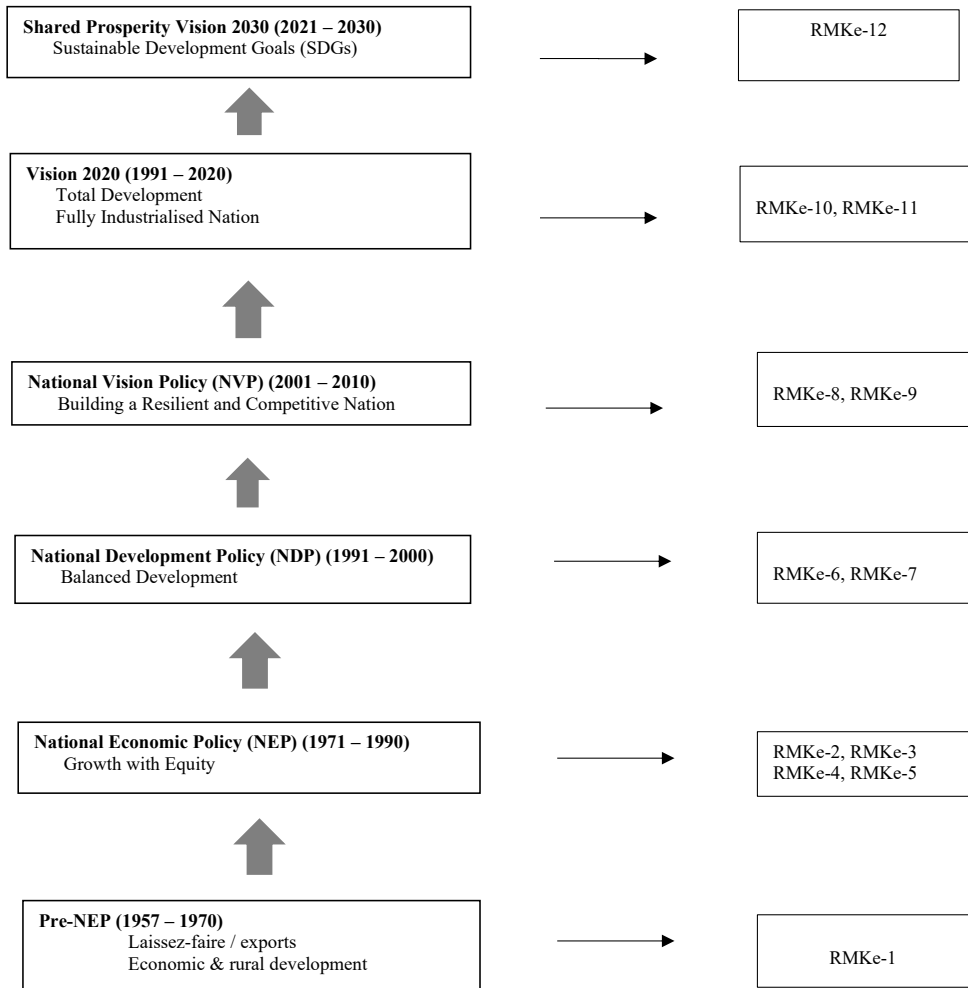 Shared Prosperity Vision 2030 (2021 – 2030)
Sustainable Development Goals (SDGs)
RMKe-12
Vision 2020 (1991 – 2020)
Total Development
Fully Industrialised Nation
RMKe-10, RMKe-11
National Vision Policy (NVP) (2001 – 2010)
Building a Resilient and Competitive Nation
RMKe-8, RMKe-9
National Development Policy (NDP) (1991 – 2000)
Balanced Development
RMKe-6, RMKe-7
National Economic Policy (NEP) (1971 – 1990)
Growth with Equity
RMKe-2, RMKe-3
RMKe-4, RMKe-5
Pre-NEP (1957 – 1970)
Laissez-faire / exports
Economic & rural development
RMKe-1